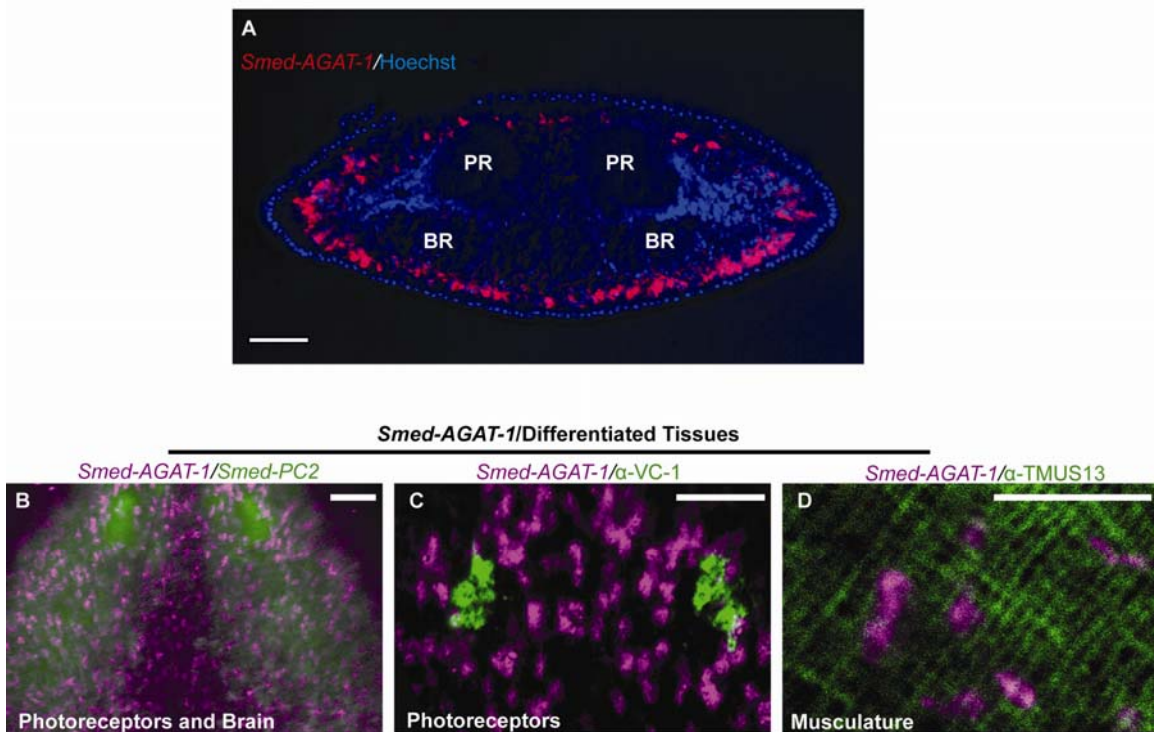 A
Smed-AGAT-1/Hoechst
PR
PR
BR
BR
Smed-AGAT-1/Differentiated Tissues
Smed-AGAT-1/Smed-PC2
Smed-AGAT-1/α-VC-1
Smed-AGAT-1/α-TMUS13
B
C
D
Photoreceptors and Brain
Photoreceptors
Musculature